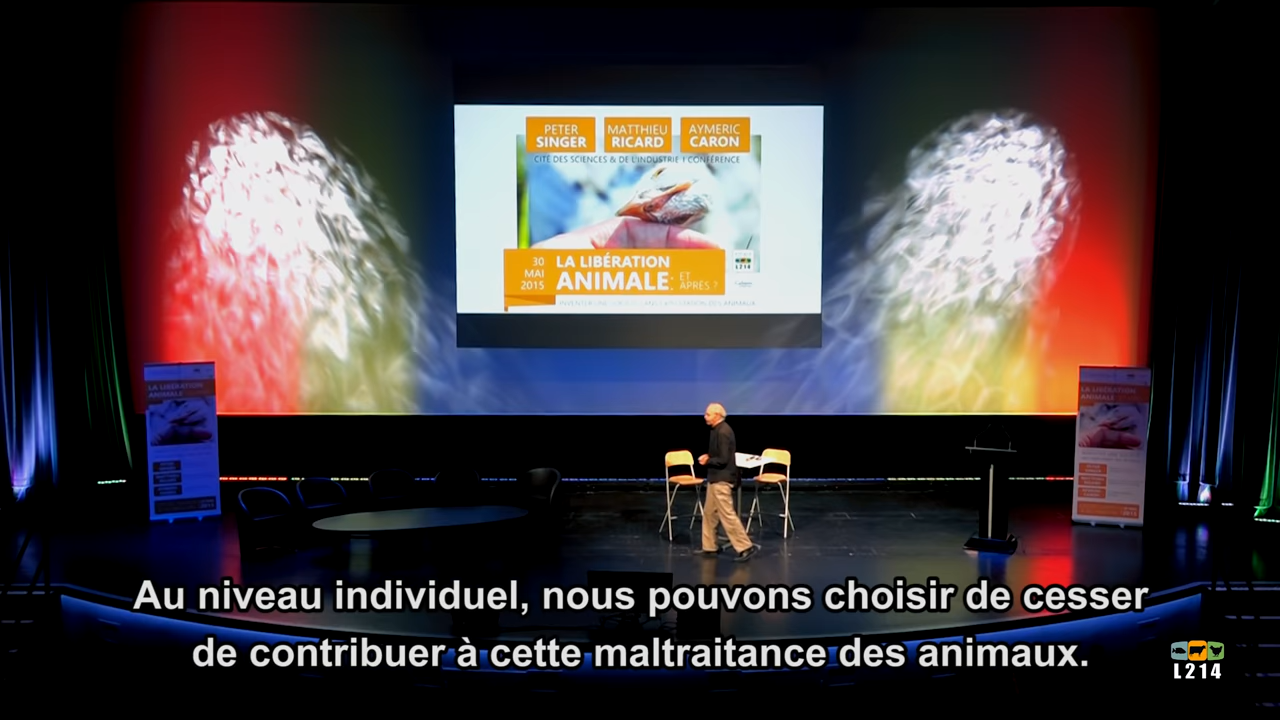 PETER
SINGER
MATTHIEU
RICARD
AYMERIC
CARON
CITÉ DES SCIENCES & DE L'INDUSTRIE I CONFÉRENCE
30
MAI
2015
LA LIBÉRATION
ANIMALE:
ET
APRÈS ?
L214
LA LIBÉRATION
ANIMALE
LA LIBÉRATION
ANIMALE
Au niveau individuel, nous pouvons choisir de cesser
de contribuer à cette maltraitance des animaux.
L214